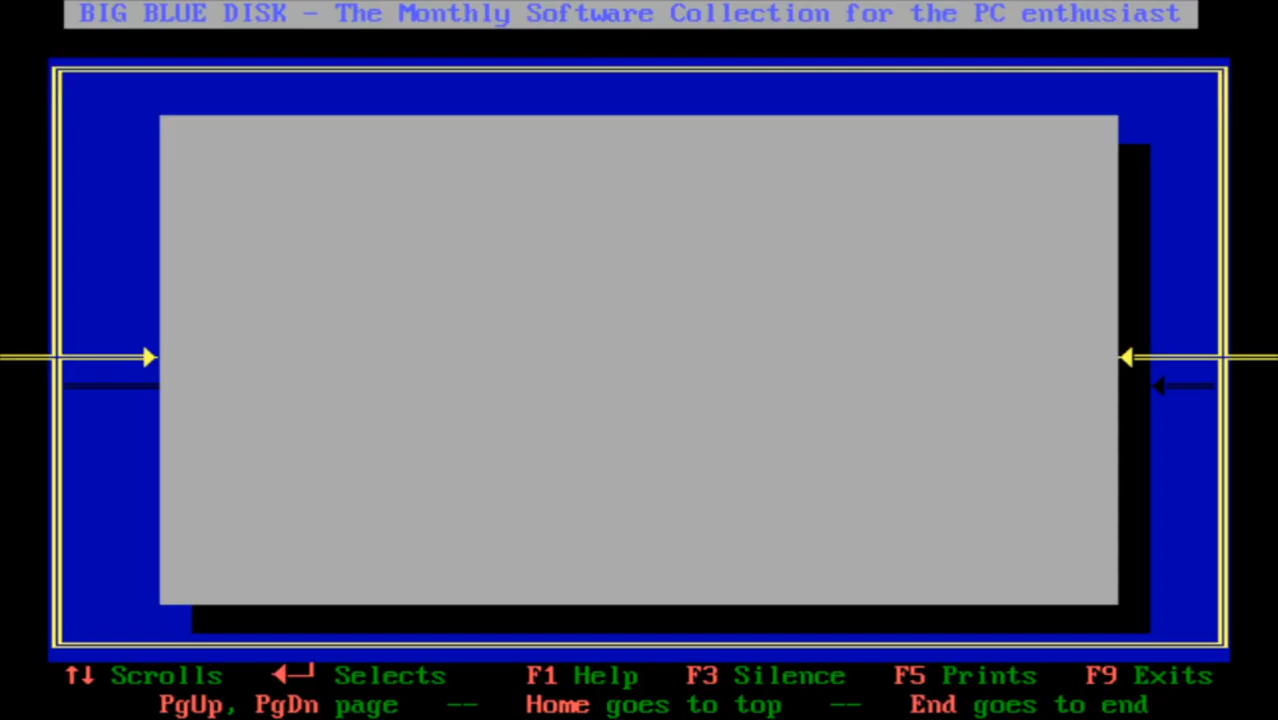 BIG BLUE DISK - The Monthly Software Collection for the PC enthusiast
↑↓ Scrolls ◄─┘ Selects F1 Help F3 Silence F5 Prints F9 Exits
PgUp, PgDn page -- Home goes to top -- End goes to end